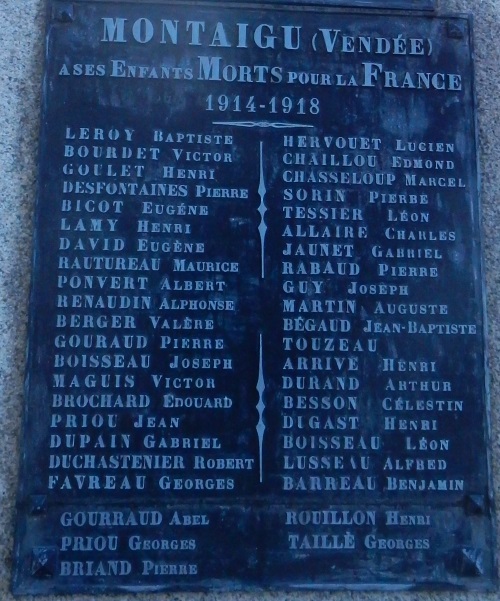 MONTAIGU (VENDÉE)
A SES ENFANTS MORTS POUR LA FRANCE
1914-1918
LEROY BAPTISTE
BOURDET VICTOR
GOULET HENRI
DESFONTAINES PIERRE
BICOT EUGÉNE
LAMY HENRI
DAVID EUGÈNE
RAUTUREAU MAURICE
PONVERT ALBERT
RENAUDIN ALPHONSE
BERGER VALÈRE
GOURAUD PIERRE
BOISSEAU JOSEPH
MAGUIS VICTOR
BROCHARD ÉDOUARD
PRIOU JEAN
DUPAIN GABRIEL
DUCHASTENIER ROBERT
FAVREAU GEORGES
HERVOUET LUCIEN
CHAILLOU EDMOND
CHASSELOUP MARCEL
SORIN PIERRE
TESSIER LÉON
ALLAIRE CHARLES
JAUNET GABRIEL
RABAUD PIERRE
GUY JOSEPH
MARTIN AUGUSTE
BÉGAUD JEAN-BAPTISTE
TOUZEAU
ARRIVÉ HENRI
DURAND ARTHUR
BESSON CÉLESTIN
DUGAST HENRI
BOISSEAU LÉON
LUSSEAU ALFRED
BARREAU BENJAMIN
GOURRAUD ABEL
PRIOU GEORGES
BRIAND PIERRE
ROUILLON HENRI
TAILLÉ GEORGES